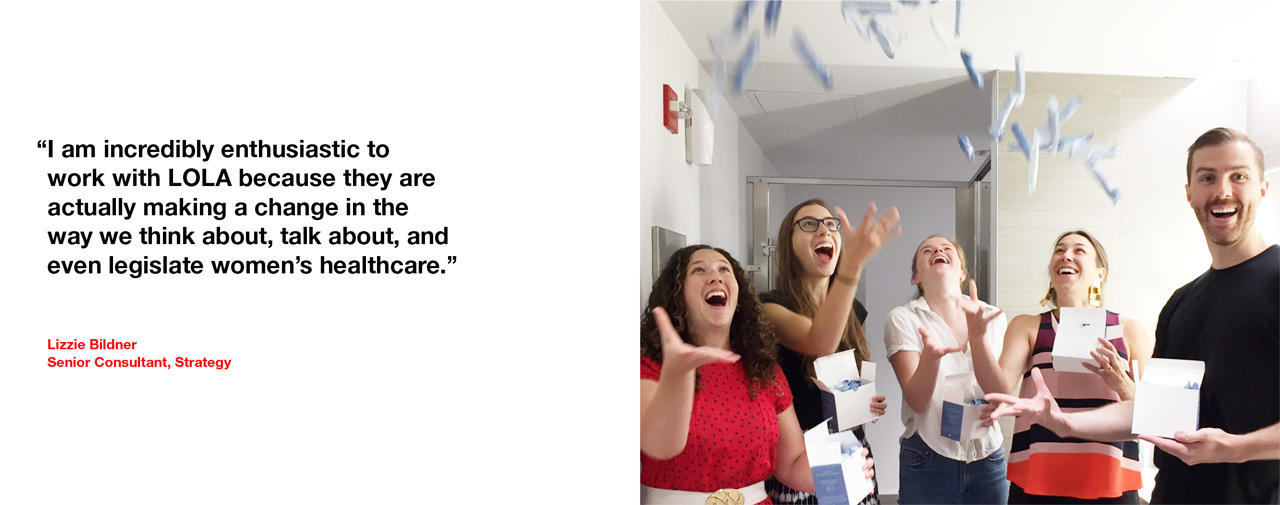 “I am incredibly enthusiastic to
work with LOLA because they are
actually making a change in the
way we think about, talk about, and
even legislate women’s healthcare.”
Lizzie Bildner
Senior Consultant, Strategy